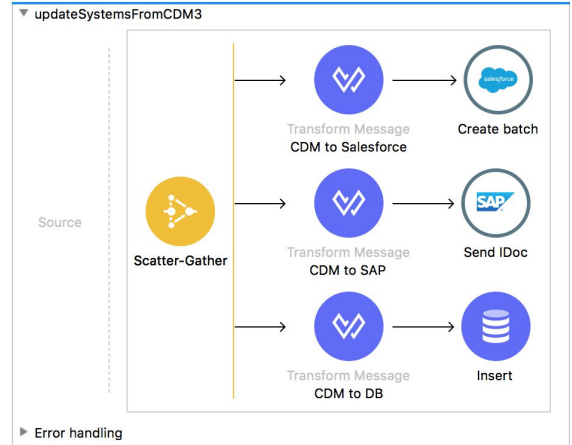 updateSystemsFromCDM3
Source
Scatter-Gather
Transform Message
CDM to Salesforce
salesforce
Create batch
Transform Message
CDM to SAP
SAP
Send IDoc
Transform Message
CDM to DB
Insert
Error handling